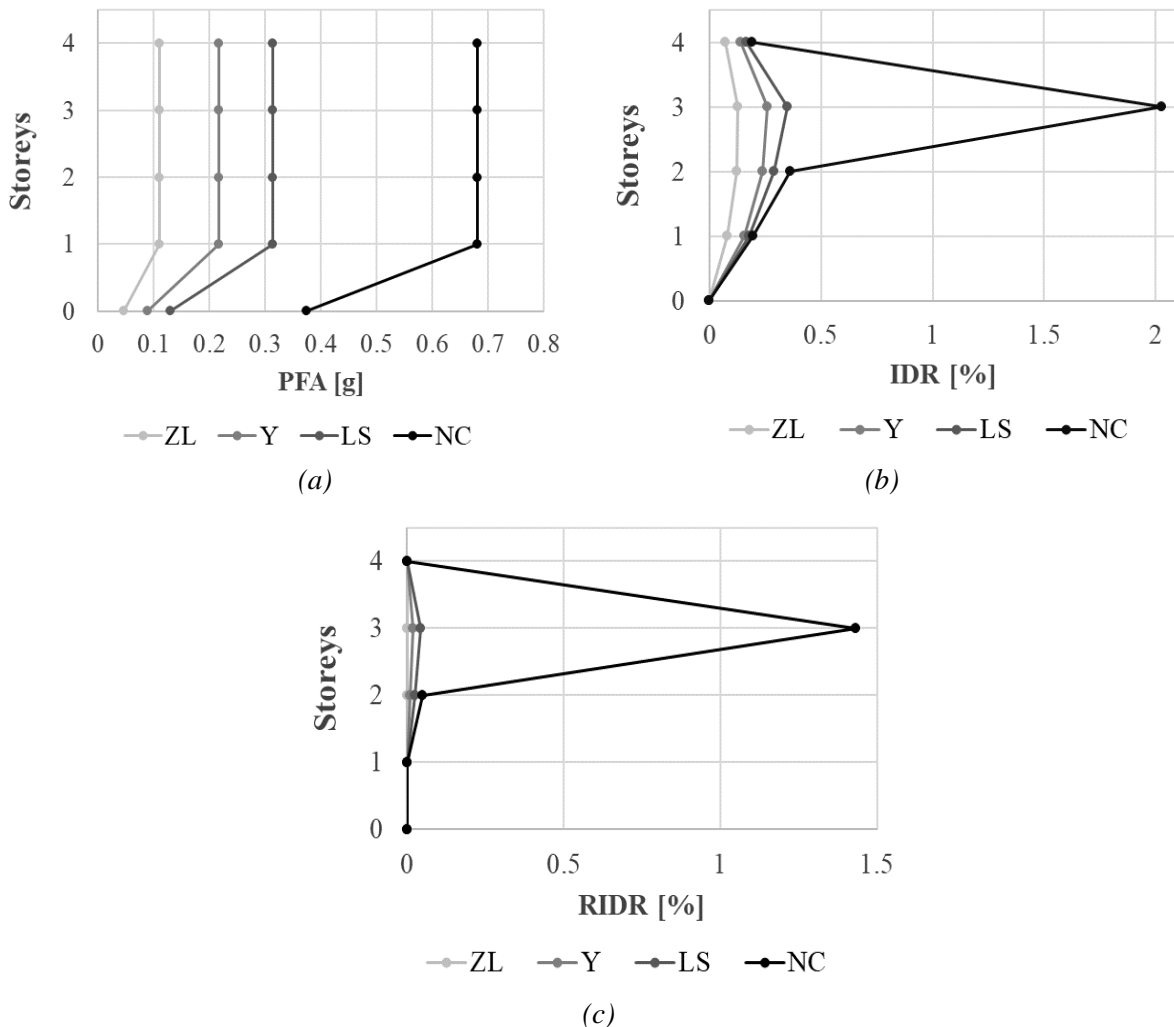 4
3
2
1
0
Storeys
0 0.1 0.2 0.3 0.4 0.5 0.6 0.7 0.8
PFA [g]
ZL Y LS NC
(a)
4
3
2
1
0
Storeys
0 0.5 1 1.5 2
IDR [%]
ZL Y LS NC
(b)
4
3
2
1
0
Storeys
0 0.5 1 1.5
RIDR [%]
ZL Y LS NC
(c)